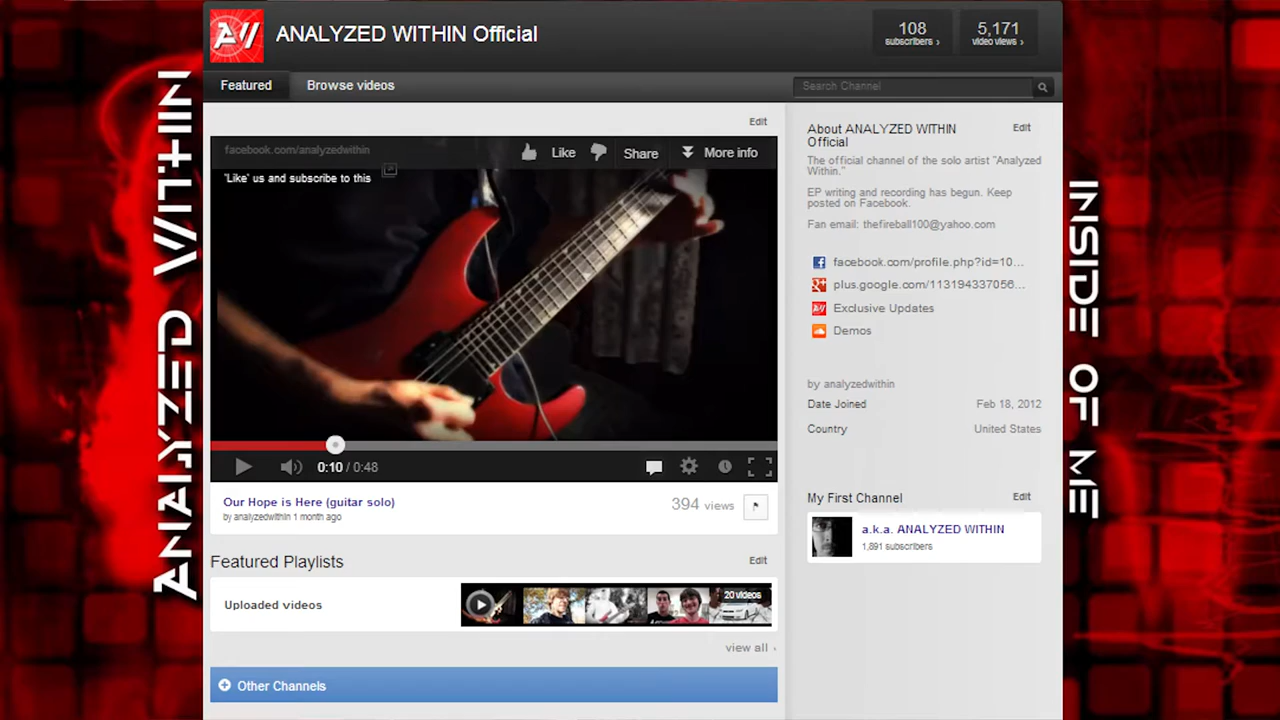 ANALYZED WITHIN
AW
ANALYZED WITHIN Official
108
subscribers ›
5,171
video views ›
Featured
Browse videos
Search Channel
Edit
facebook.com/analyzedwithin
Like
Share
More info
'Like' us and subscribe to this
0:10 / 0:48
Our Hope is Here (guitar solo)
by analyzedwithin 1 month ago
394 views
Featured Playlists
Edit
Uploaded videos
20 videos
view all ›
Other Channels
About ANALYZED WITHIN
Official
Edit
The official channel of the solo artist "Analyzed
Within."
EP writing and recording has begun. Keep
posted on Facebook.
Fan email: thefireball100@yahoo.com
facebook.com/profile.php?id=10...
plus.google.com/113194337056...
Exclusive Updates
Demos
by analyzedwithin
Date Joined Feb 18, 2012
Country United States
My First Channel
Edit
a.k.a. ANALYZED WITHIN
1,891 subscribers
INSIDE OF ME